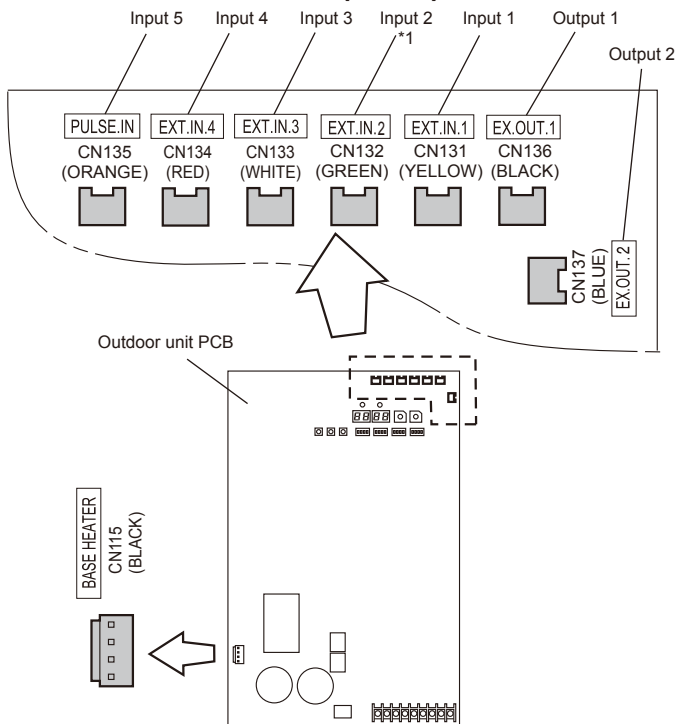 Input 5 Input 4 Input 3 Input 2 Input 1 Output 1
*1
Output 2
PULSE.IN EXT.IN.4 EXT.IN.3 EXT.IN.2 EXT.IN.1 EX.OUT.1
CN135 CN134 CN133 CN132 CN131 CN136
(ORANGE) (RED) (WHITE) (GREEN) (YELLOW) (BLACK)
CN137
(BLUE)
EX.OUT. 2
Outdoor unit PCB
88 88
BASE HEATER
CN115
(BLACK)